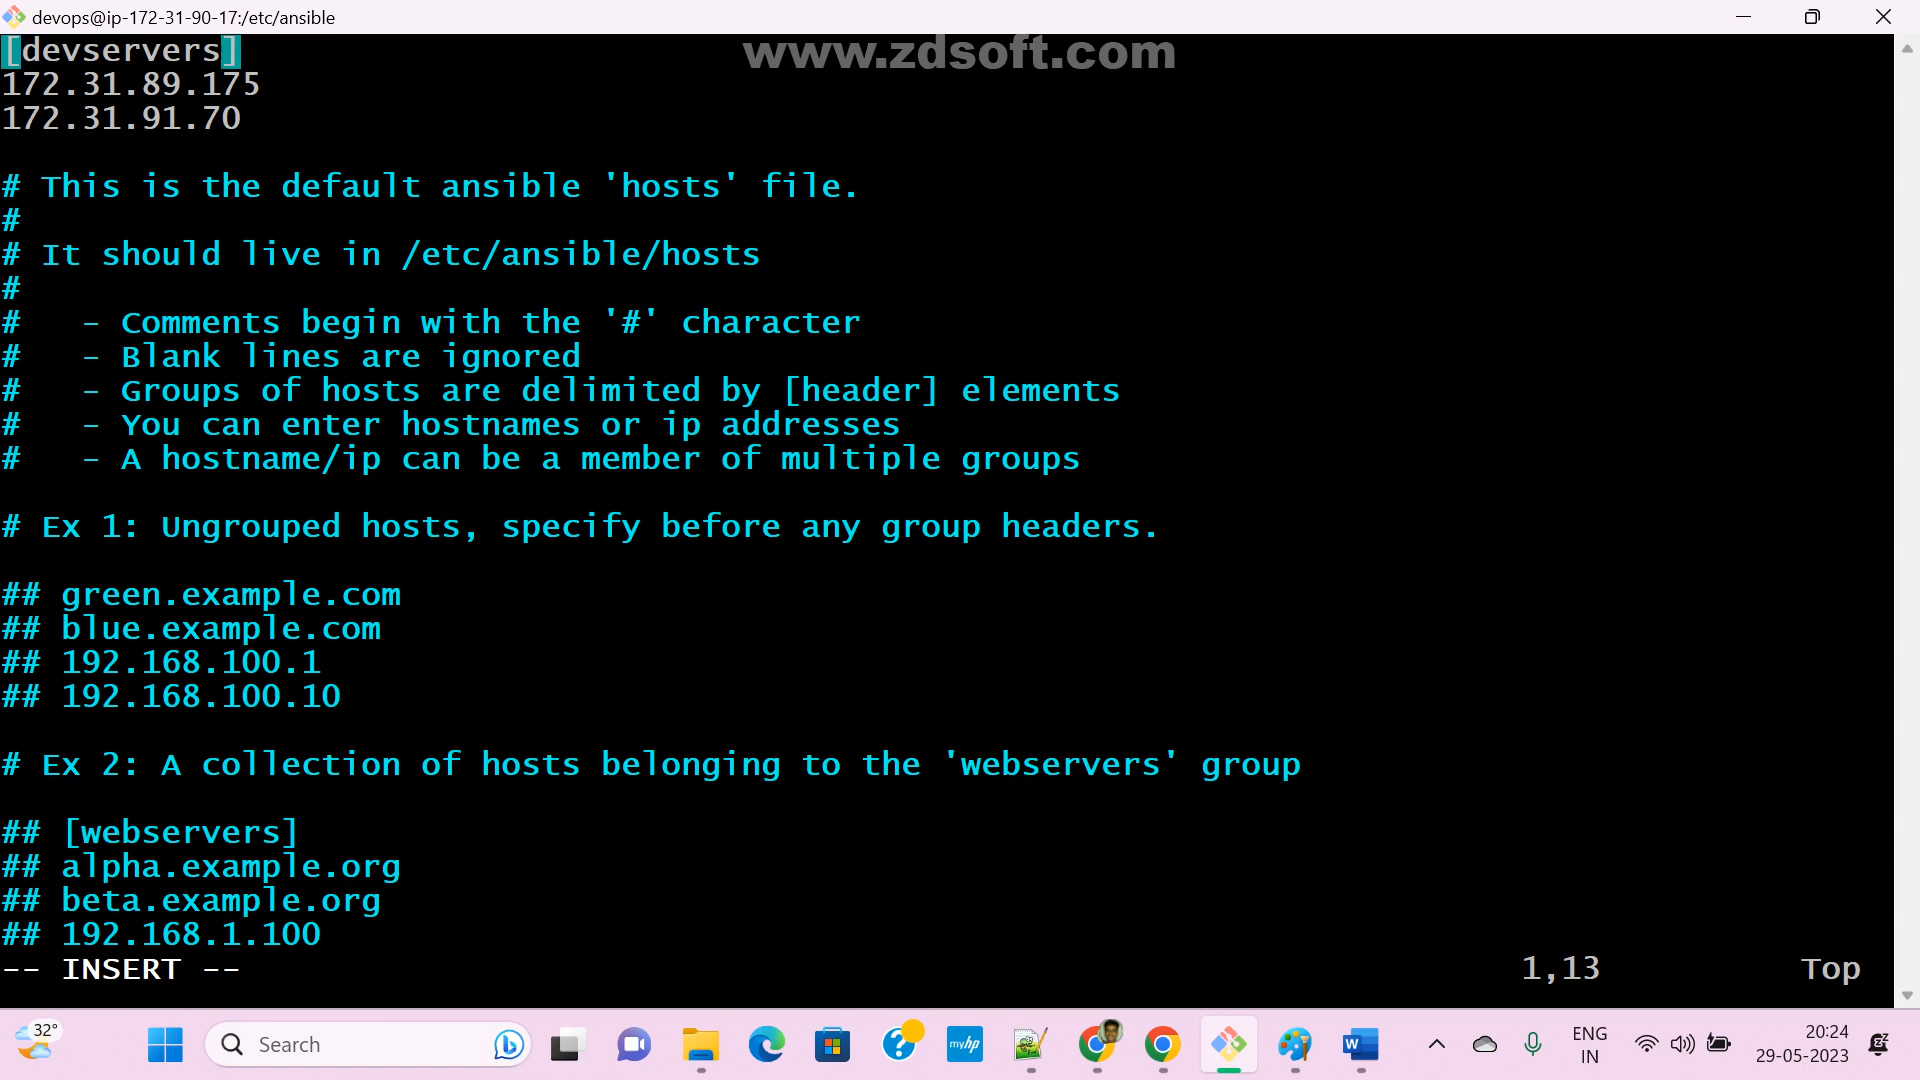 devops@ip-172-31-90-17:/etc/ansible
www.zdsoft.com
[devservers]
172.31.89.175
172.31.91.70
# This is the default ansible 'hosts' file.
#
# It should live in /etc/ansible/hosts
#
#   - Comments begin with the '#' character
#   - Blank lines are ignored
#   - Groups of hosts are delimited by [header] elements
#   - You can enter hostnames or ip addresses
#   - A hostname/ip can be a member of multiple groups
# Ex 1: Ungrouped hosts, specify before any group headers.
## green.example.com
## blue.example.com
## 192.168.100.1
## 192.168.100.10
# Ex 2: A collection of hosts belonging to the 'webservers' group
## [webservers]
## alpha.example.org
## beta.example.org
## 192.168.1.100
-- INSERT -- 1,13 Top
32°
Search
myhp
W
ENG
IN
20:24
29-05-2023